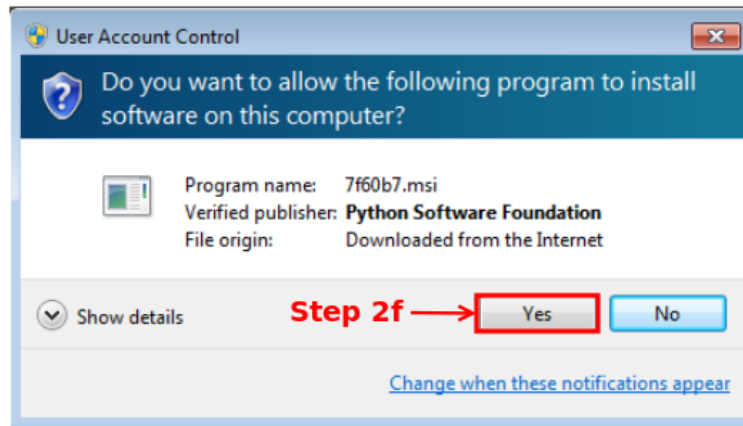 User Account Control
Do you want to allow the following program to install
software on this computer?
Program name: 7f60b7.msi
Verified publisher: Python Software Foundation
File origin: Downloaded from the Internet
Show details
Step 2f
Yes
No
Change when these notifications appear